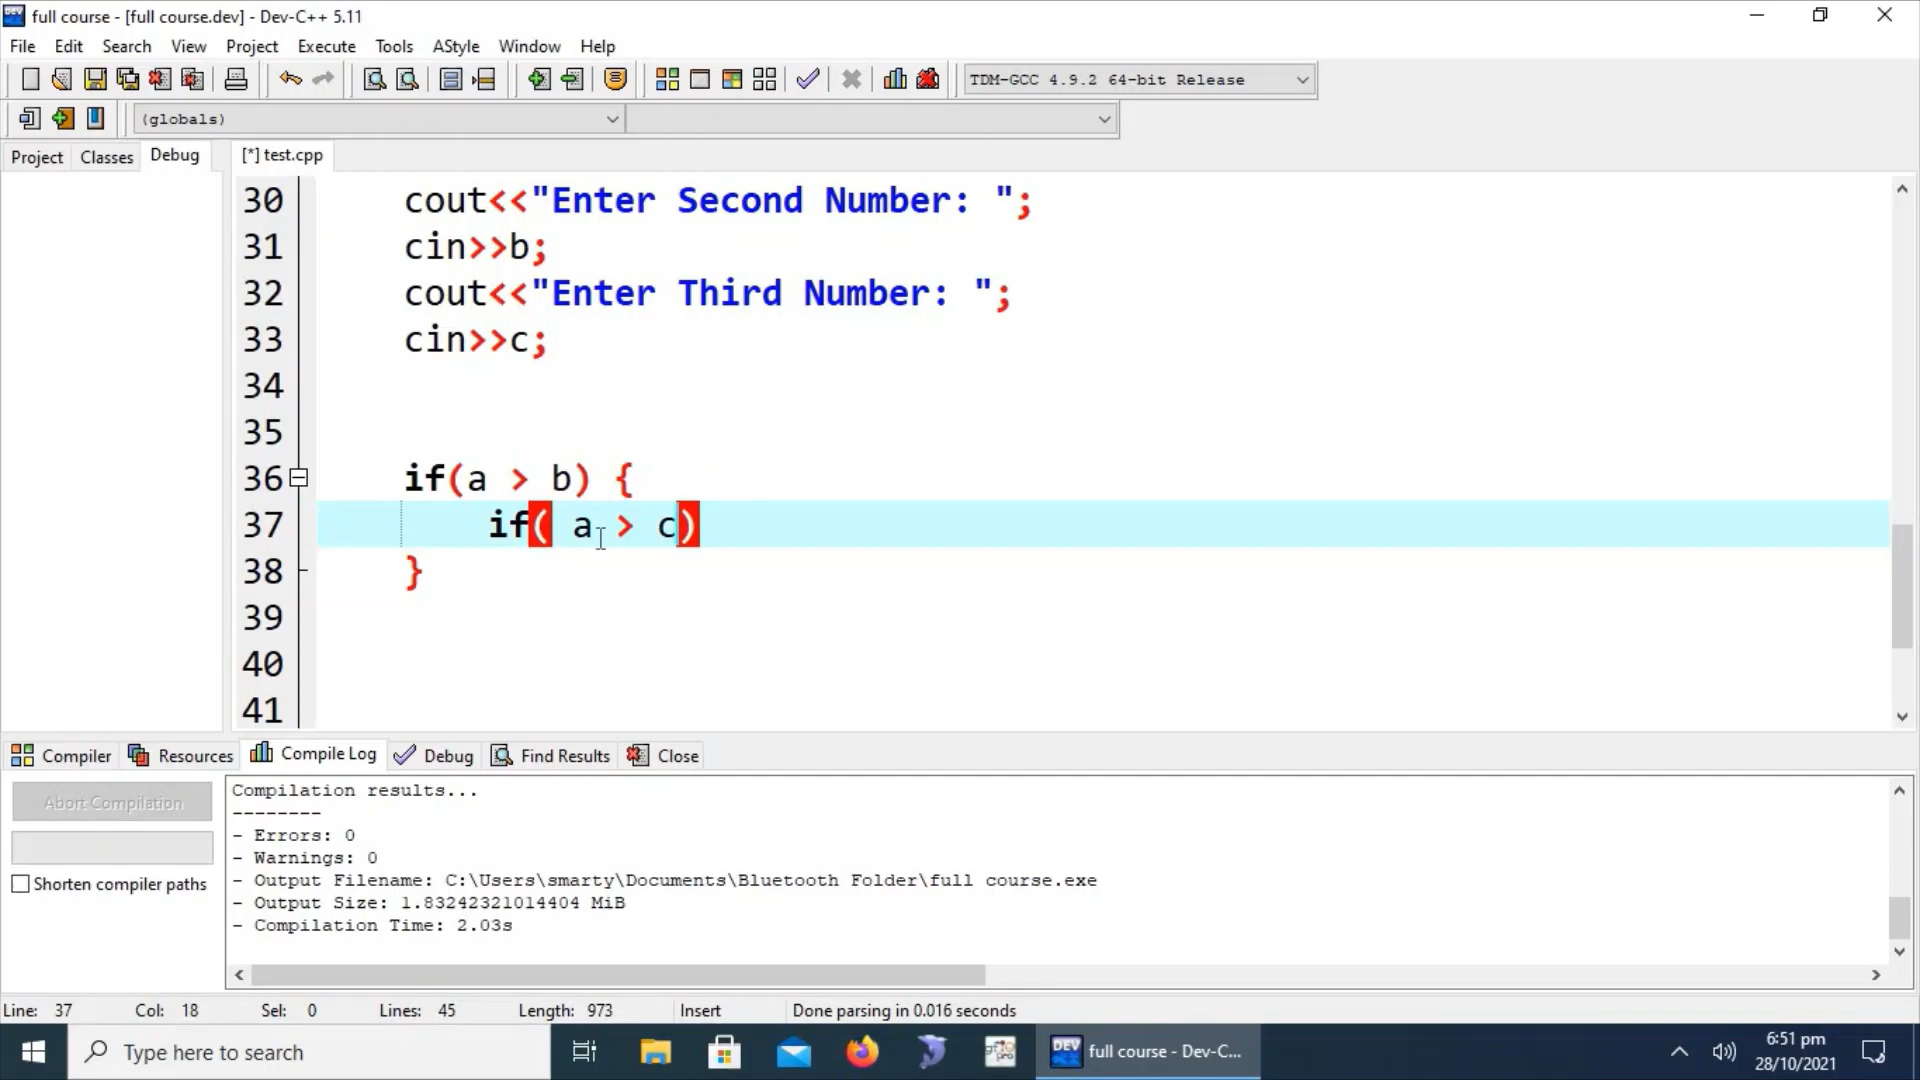 full course - [full course.dev] - Dev-C++ 5.11
File Edit Search View Project Execute Tools AStyle Window Help
TDM-GCC 4.9.2 64-bit Release
(globals)
Project Classes Debug [*] test.cpp
30 cout<<"Enter Second Number: ";
31 cin>>b;
32 cout<<"Enter Third Number: ";
33 cin>>c;
34
35
36 if(a > b) {
37 if( a > c)
38 }
39
40
41
Compiler Resources Compile Log Debug Find Results Close
Abort Compilation
Shorten compiler paths
Compilation results...
--------
- Errors: 0
- Warnings: 0
- Output Filename: C:\Users\smarty\Documents\Bluetooth Folder\full course.exe
- Output Size: 1.83242321014404 MiB
- Compilation Time: 2.03s
Line: 37 Col: 18 Sel: 0 Lines: 45 Length: 973 Insert Done parsing in 0.016 seconds
Type here to search
DEV full course - Dev-C...
6:51 pm
28/10/2021